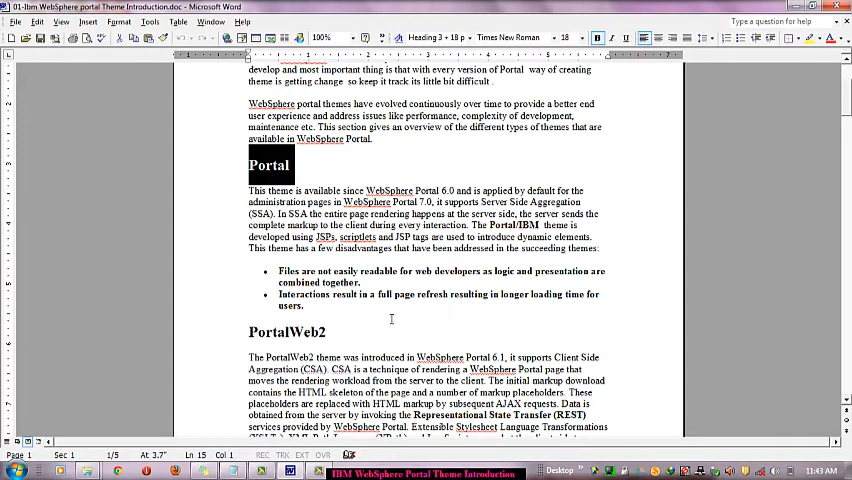 01-Ibm WebSphere portal Theme Introduction.doc - Microsoft Word
File Edit View Insert Format Tools Table Window Help
Type a question for help
100% Heading 3 + 18 p Times New Roman 18 B I U
develop and most important thing is that with every version of Portal way of creating
theme is getting change so keep it track its little bit difficult .
WebSphere portal themes have evolved continuously over time to provide a better end
user experience and address issues like performance, complexity of development,
maintenance etc. This section gives an overview of the different types of themes that are
available in WebSphere Portal.
Portal
This theme is available since WebSphere Portal 6.0 and is applied by default for the
administration pages in WebSphere Portal 7.0, it supports Server Side Aggregation
(SSA). In SSA the entire page rendering happens at the server side, the server sends the
complete markup to the client during every interaction. The Portal/IBM theme is
developed using JSPs, scriptlets and JSP tags are used to introduce dynamic elements.
This theme has a few disadvantages that have been addressed in the succeeding themes:
• Files are not easily readable for web developers as logic and presentation are
combined together.
• Interactions result in a full page refresh resulting in longer loading time for
users.
PortalWeb2
The PortalWeb2 theme was introduced in WebSphere Portal 6.1, it supports Client Side
Aggregation (CSA). CSA is a technique of rendering a WebSphere Portal page that
moves the rendering workload from the server to the client. The initial markup download
contains the HTML skeleton of the page and a number of markup placeholders. These
placeholders are replaced with HTML markup by subsequent AJAX requests. Data is
obtained from the server by invoking the Representational State Transfer (REST)
services provided by WebSphere Portal. Extensible Stylesheet Language Transformations
Page 1 Sec 1 1/5 At 3.7" Ln 15 Col 1 REC TRK EXT OVR
IBM WebSphere Portal Theme Introduction
Desktop
11:43 AM